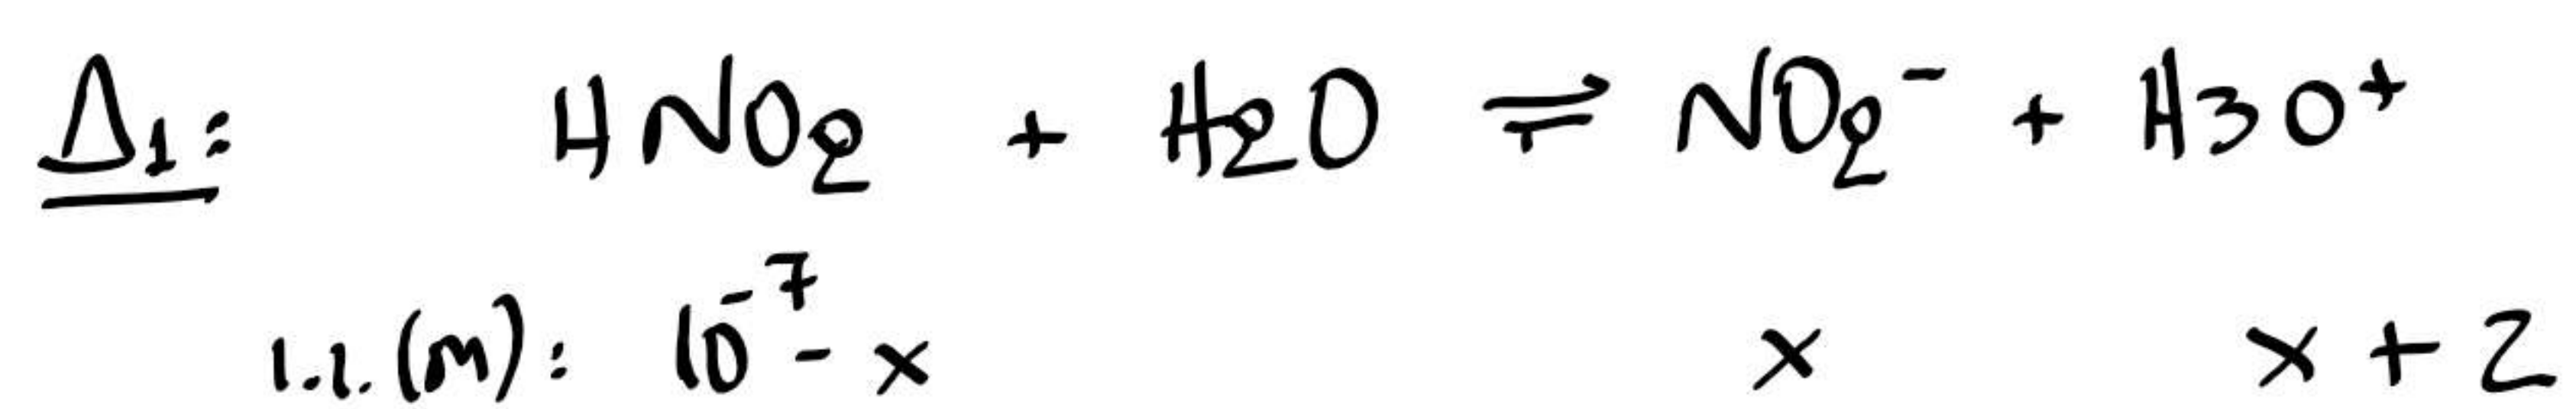 Δ1: HNO2 + H2O ⇌ NO2⁻ + H3O⁺
ι.ι.(m): 10⁻⁷ - x x x + z